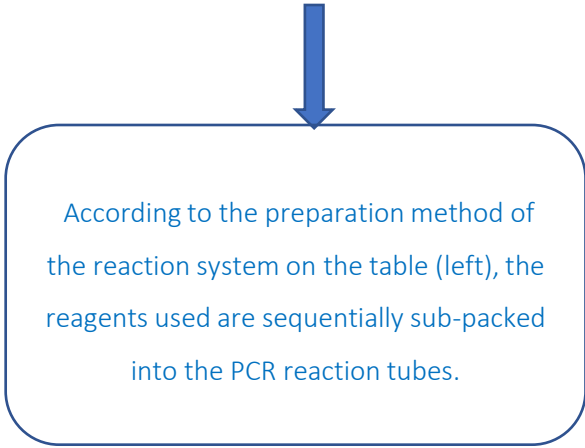 According to the preparation method of
the reaction system on the table (left), the
reagents used are sequentially sub-packed
into the PCR reaction tubes.